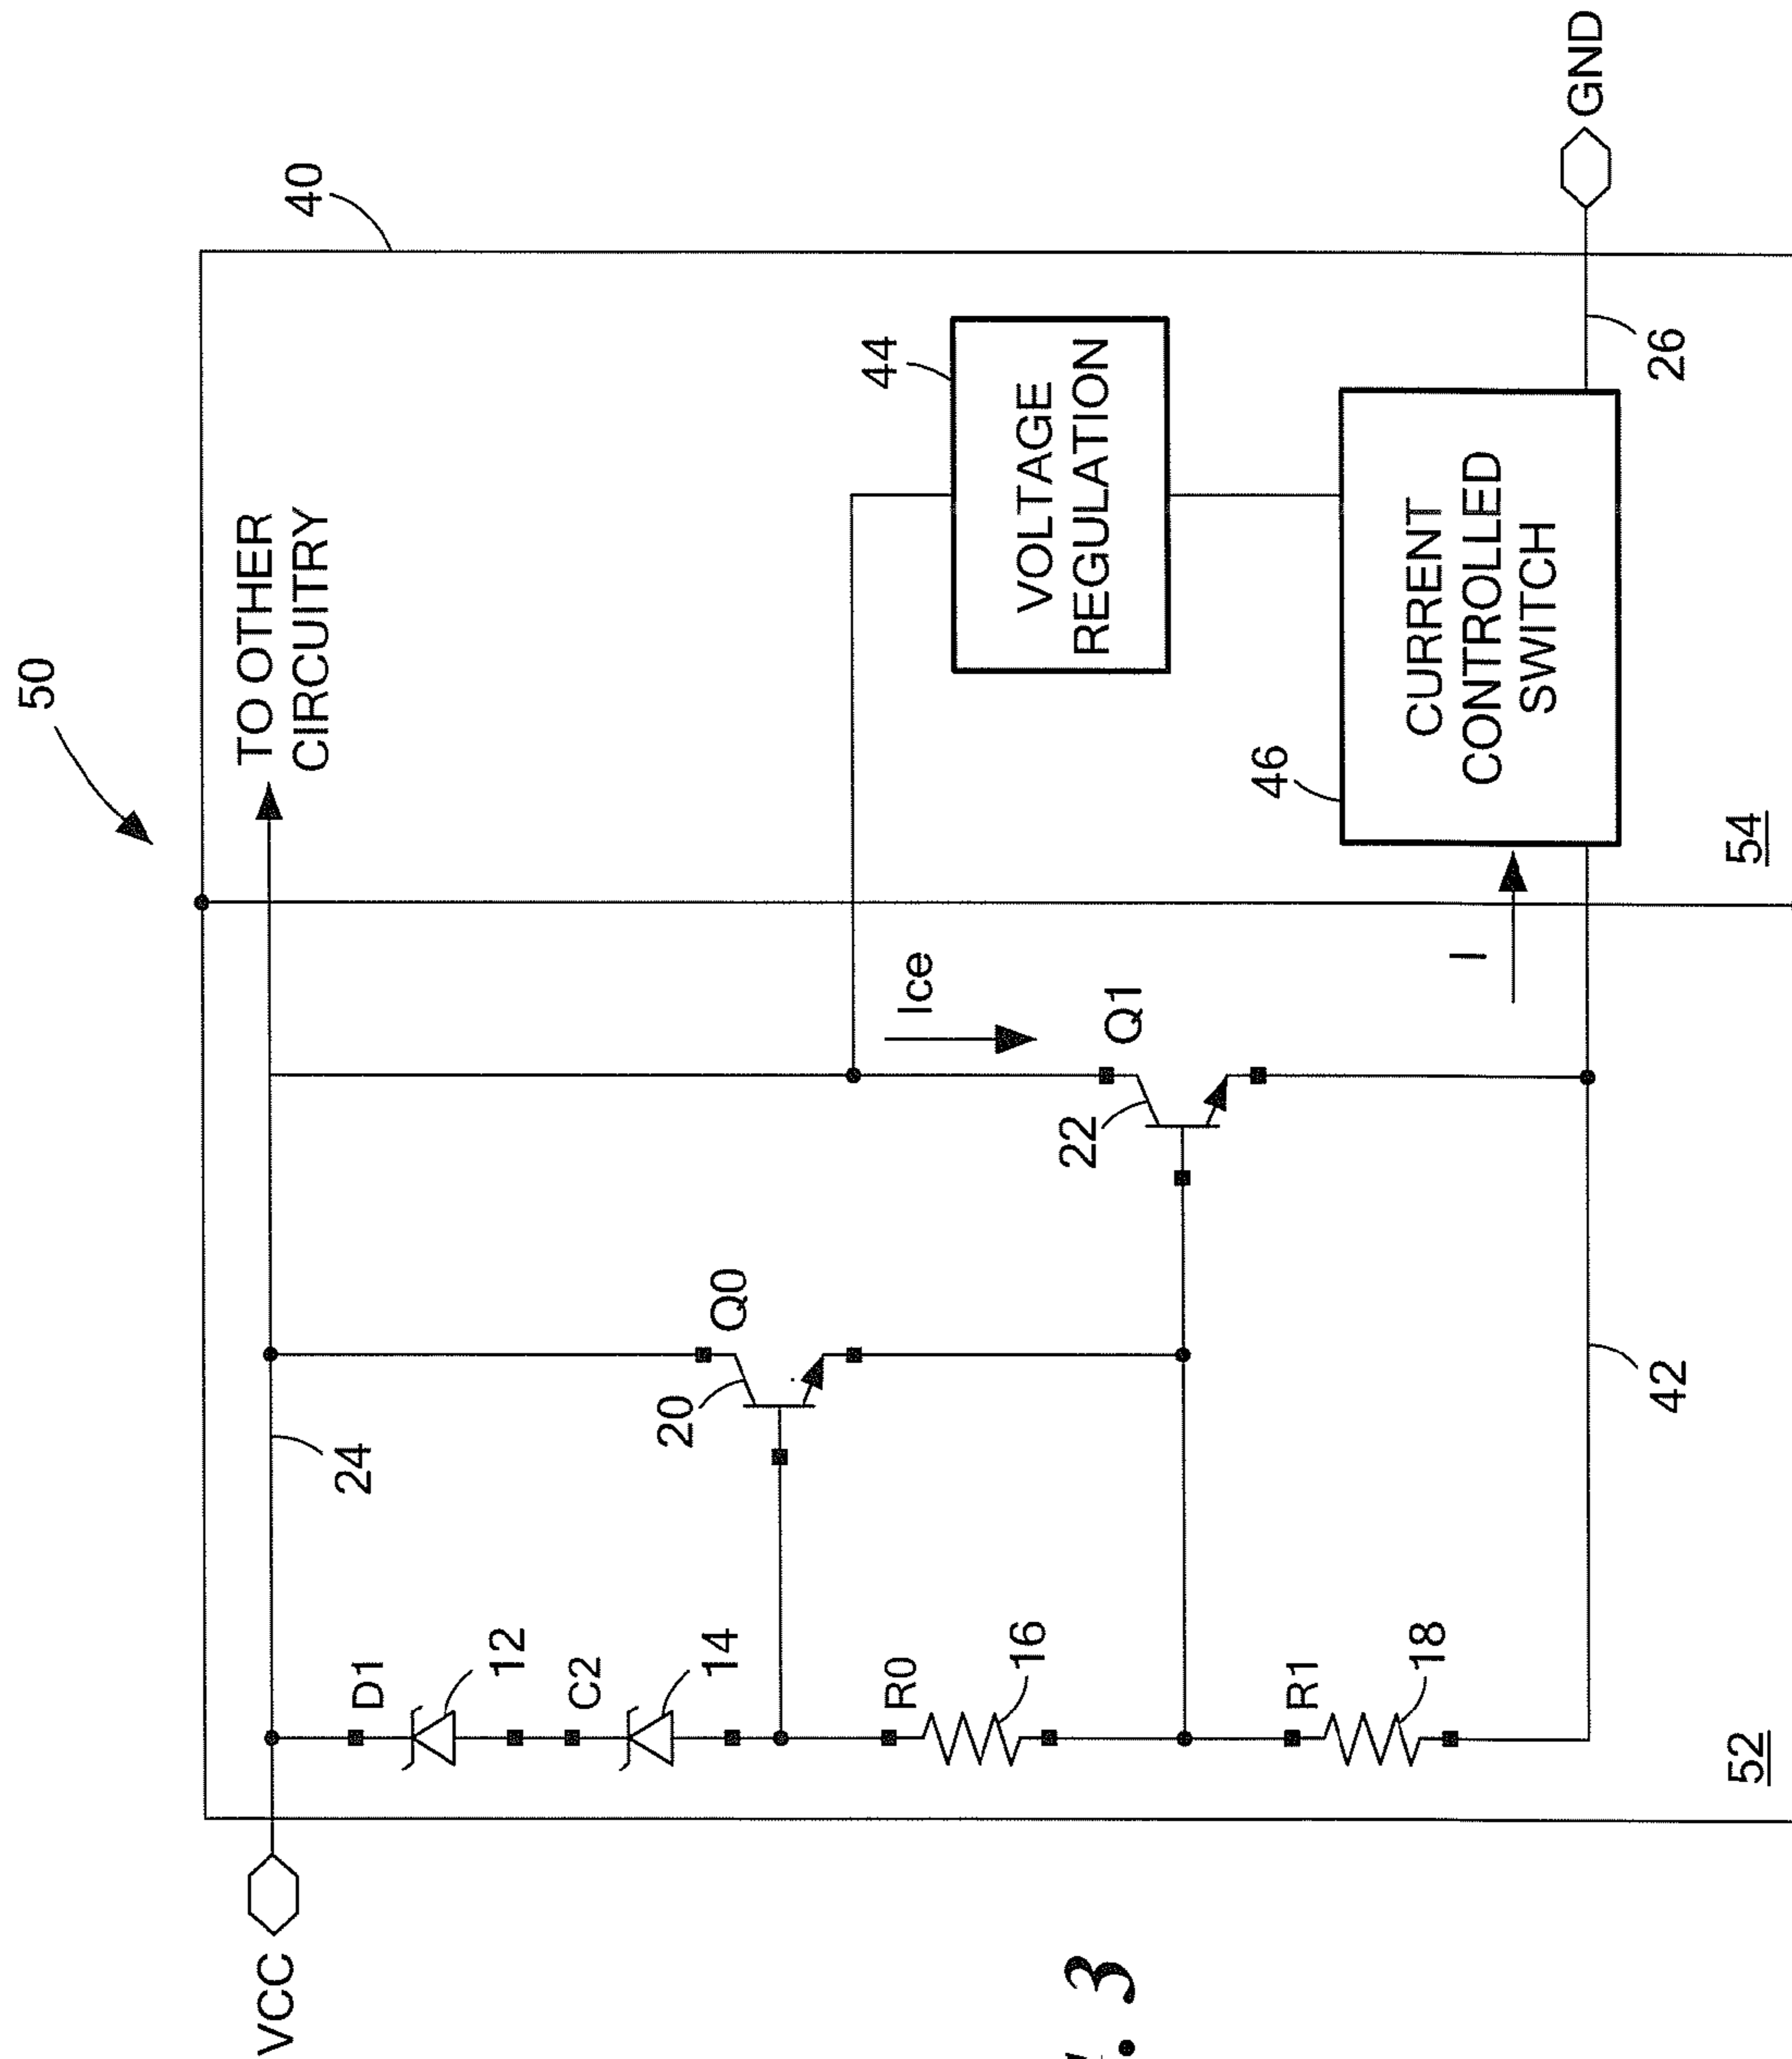 50
40
VCC
24
TO OTHER
CIRCUITRY
D1
12
C2
14
20
Q0
Ice
44
VOLTAGE
REGULATION
R0
16
22
Q1
R1
18
I
46
CURRENT
CONTROLLED
SWITCH
GND
42
26
52
54
. 3